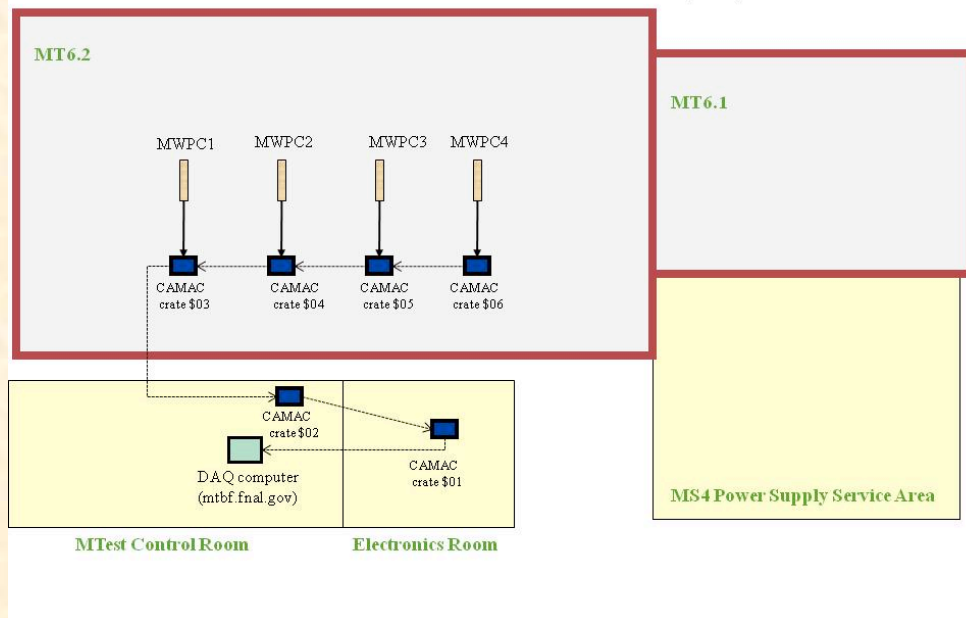 MT6.2
MT6.1
MWPC1
MWPC2
MWPC3
MWPC4
CAMAC
crate $03
CAMAC
crate $04
CAMAC
crate $05
CAMAC
crate $06
CAMAC
crate $02
CAMAC
crate $01
DAQ computer
(mtbf.fnal.gov)
MS4 Power Supply Service Area
MTest Control Room
Electronics Room